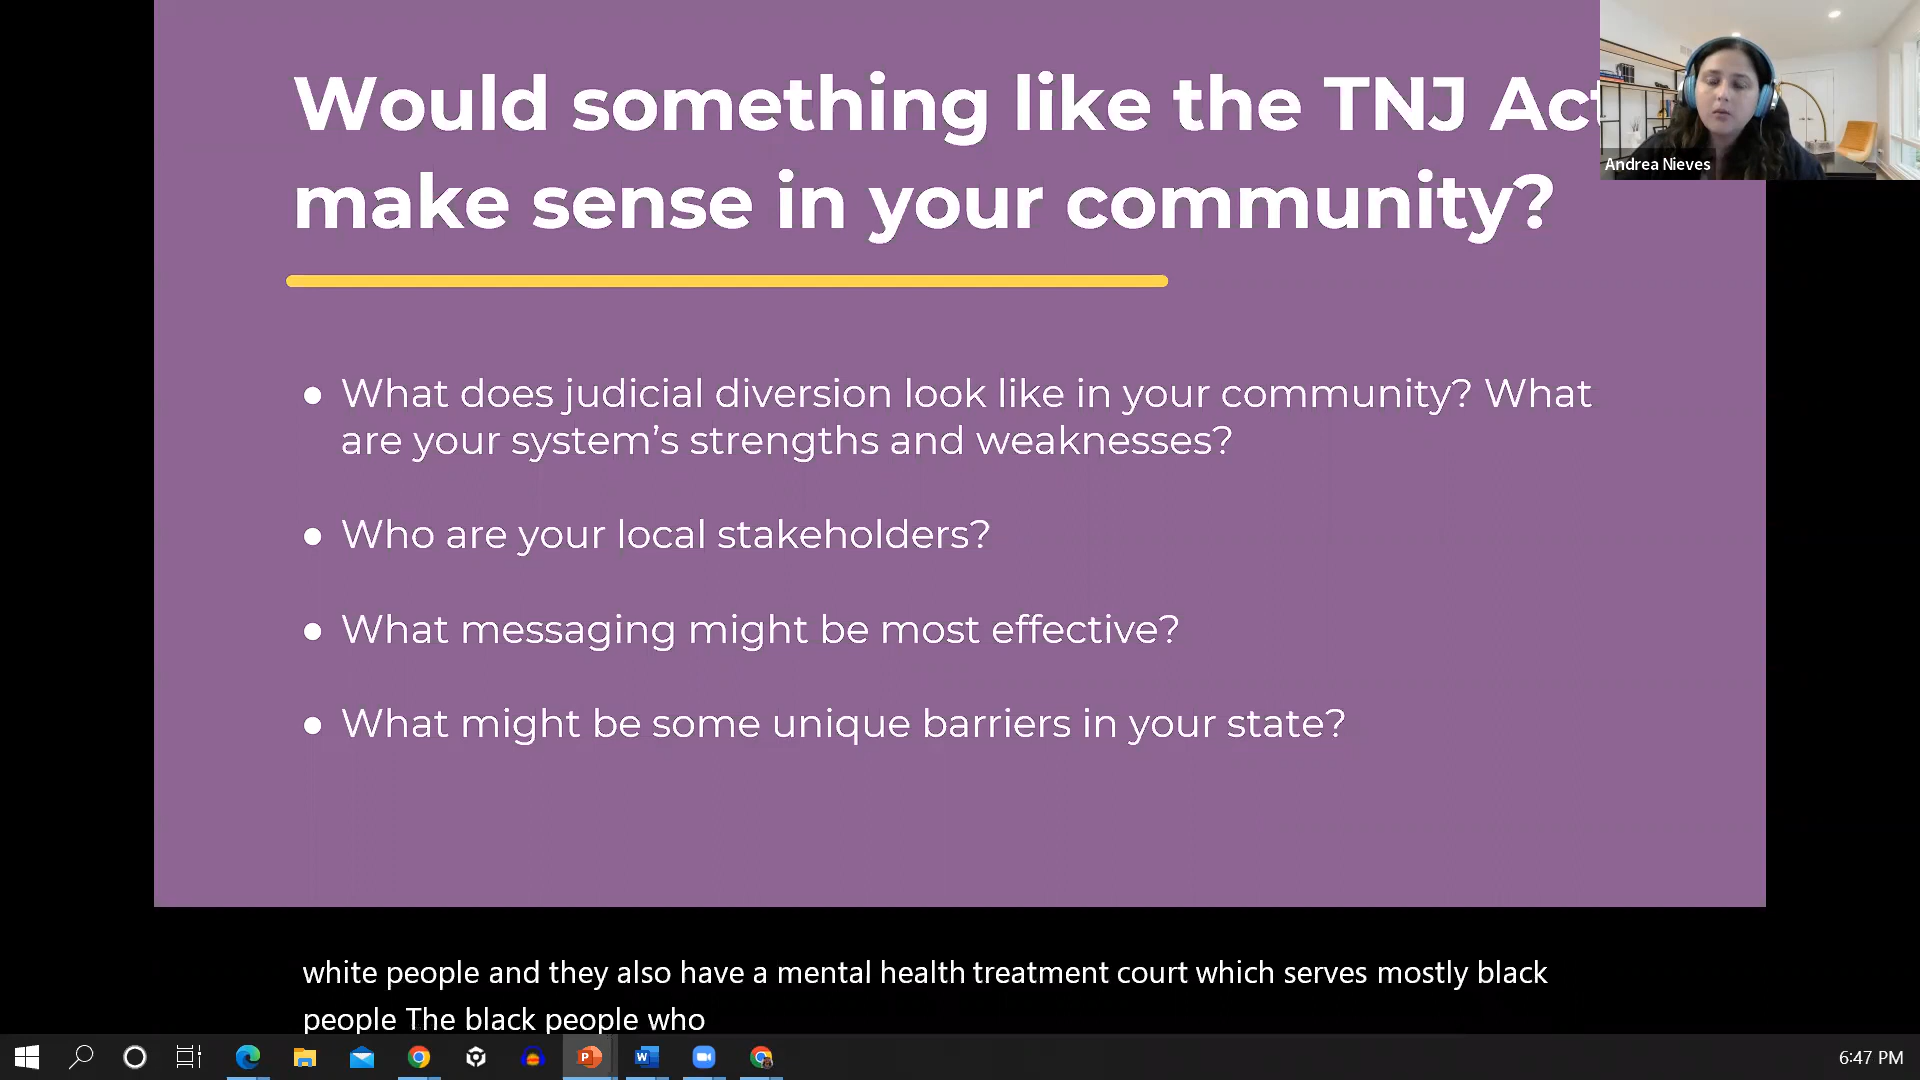 Would something like the TNJ Act
make sense in your community?
Andrea Nieves
● What does judicial diversion look like in your community? What
are your system’s strengths and weaknesses?
● Who are your local stakeholders?
● What messaging might be most effective?
● What might be some unique barriers in your state?
white people and they also have a mental health treatment court which serves mostly black
people The black people who
6:47 PM